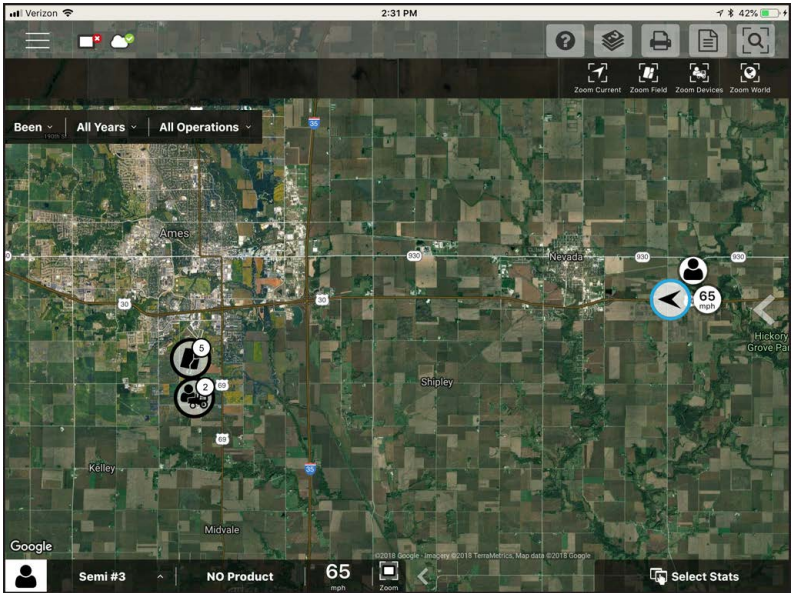 Verizon 2:31 PM 42%
?
Zoom Current Zoom Field Zoom Devices Zoom World
Been All Years All Operations
35
Ames
930 Nevada 930 930
65
mph
30 30
Hickory
Grove Par
5
2 69
Shipley
69
35
Kelley
Midvale
Google
©2018 Google - Imagery ©2018 TerraMetrics, Map data ©2018 Google
Semi #3 NO Product 65 mph Zoom Select Stats